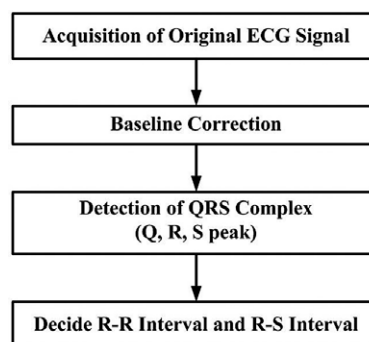 Acquisition of Original ECG Signal
Baseline Correction
Detection of QRS Complex
(Q, R, S peak)
Decide R-R Interval and R-S Interval